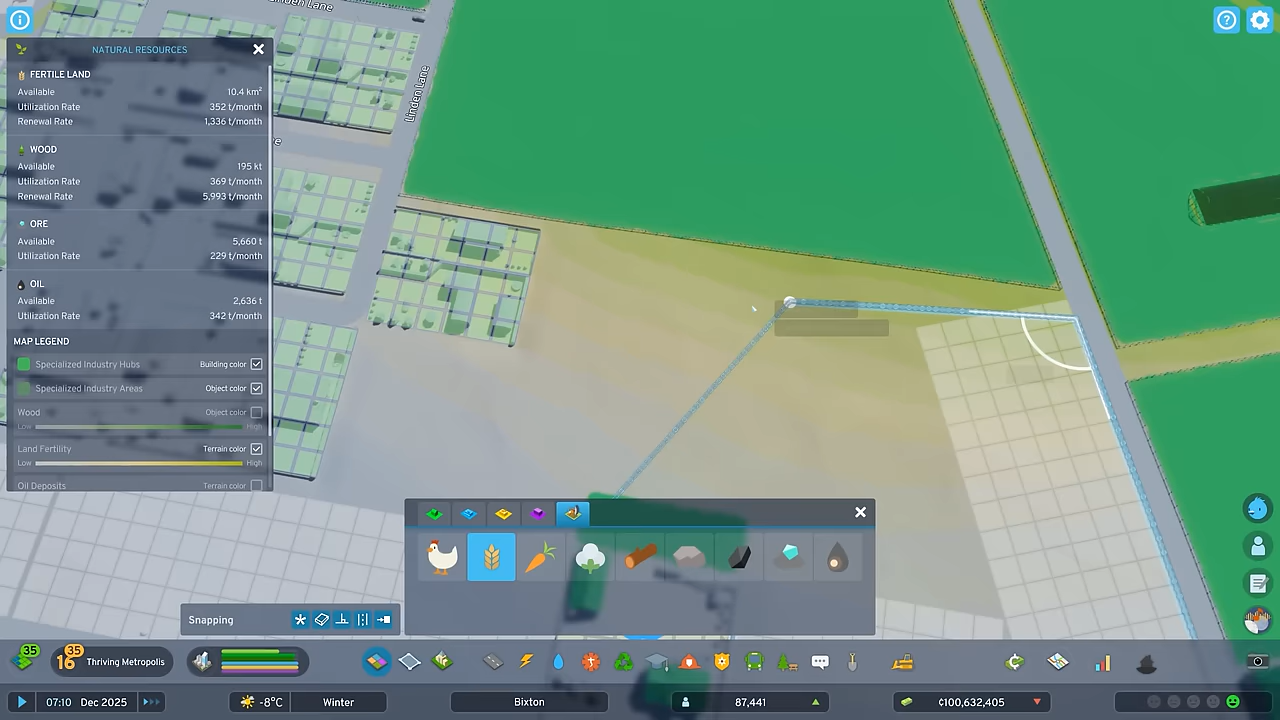 Linden Lane
Linden Lane
NATURAL RESOURCES
FERTILE LAND
Available 10.4 km²
Utilization Rate 352 t/month
Renewal Rate 1,336 t/month
WOOD
Available 195 kt
Utilization Rate 369 t/month
Renewal Rate 5,993 t/month
ORE
Available 5,660 t
Utilization Rate 229 t/month
OIL
Available 2,636 t
Utilization Rate 342 t/month
MAP LEGEND
Specialized Industry Hubs Building color
Specialized Industry Areas Object color
Wood Object color
Low High
Land Fertility Terrain color
Low High
Oil Deposits Terrain color
Snapping
35
35
16 Thriving Metropolis
07:10 Dec 2025
-8°C Winter
Bixton
87,441
¢100,632,405